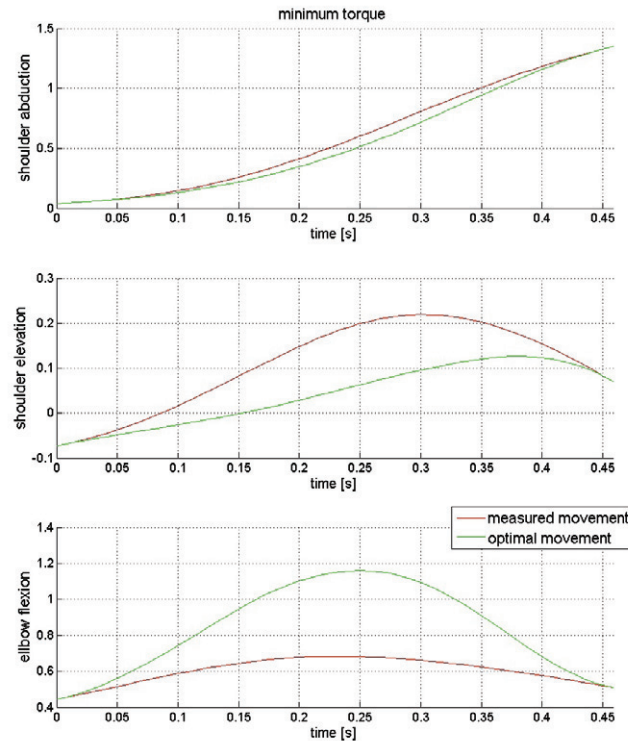 minimum torque
1.5
1
0.5
0
shoulder abduction
0 0.05 0.1 0.15 0.2 0.25 0.3 0.35 0.4 0.45
time [s]
0.3
0.2
0.1
0
-0.1
shoulder elevation
0 0.05 0.1 0.15 0.2 0.25 0.3 0.35 0.4 0.45
time [s]
measured movement
optimal movement
1.4
1.2
1
0.8
0.6
0.4
ellbow flexion
0 0.05 0.1 0.15 0.2 0.25 0.3 0.35 0.4 0.45
time [s]